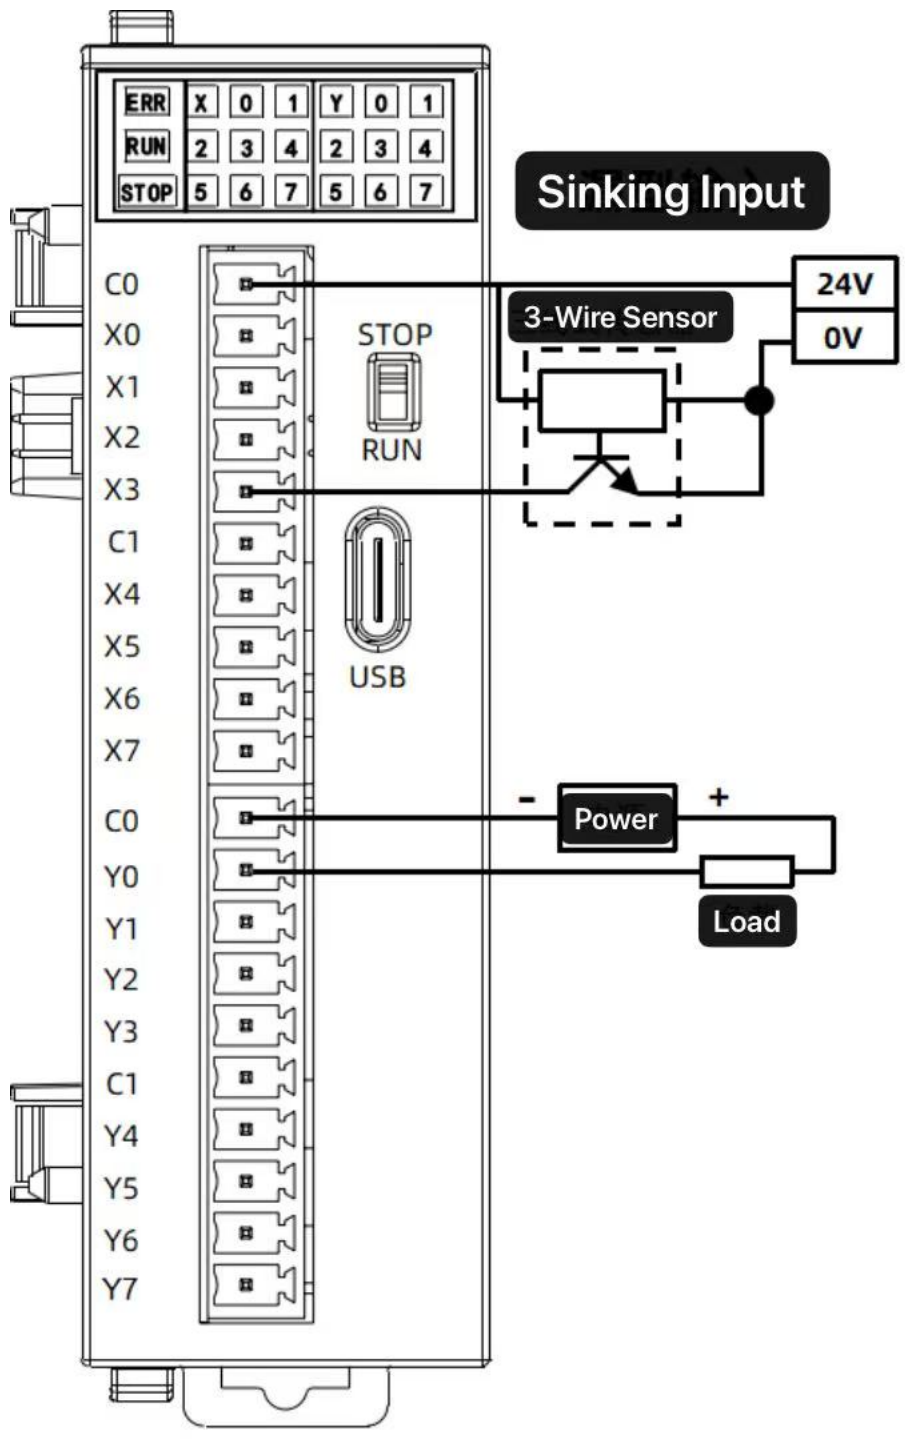 ERR X 0 1 Y 0 1
RUN 2 3 4 2 3 4
STOP 5 6 7 5 6 7
Sinking Input
C0
24V
3-Wire Sensor
X0
STOP
0V
X1
X2
RUN
X3
C1
X4
X5
USB
X6
X7
- +
C0
Power
Y0
Load
Y1
Y2
Y3
C1
Y4
Y5
Y6
Y7